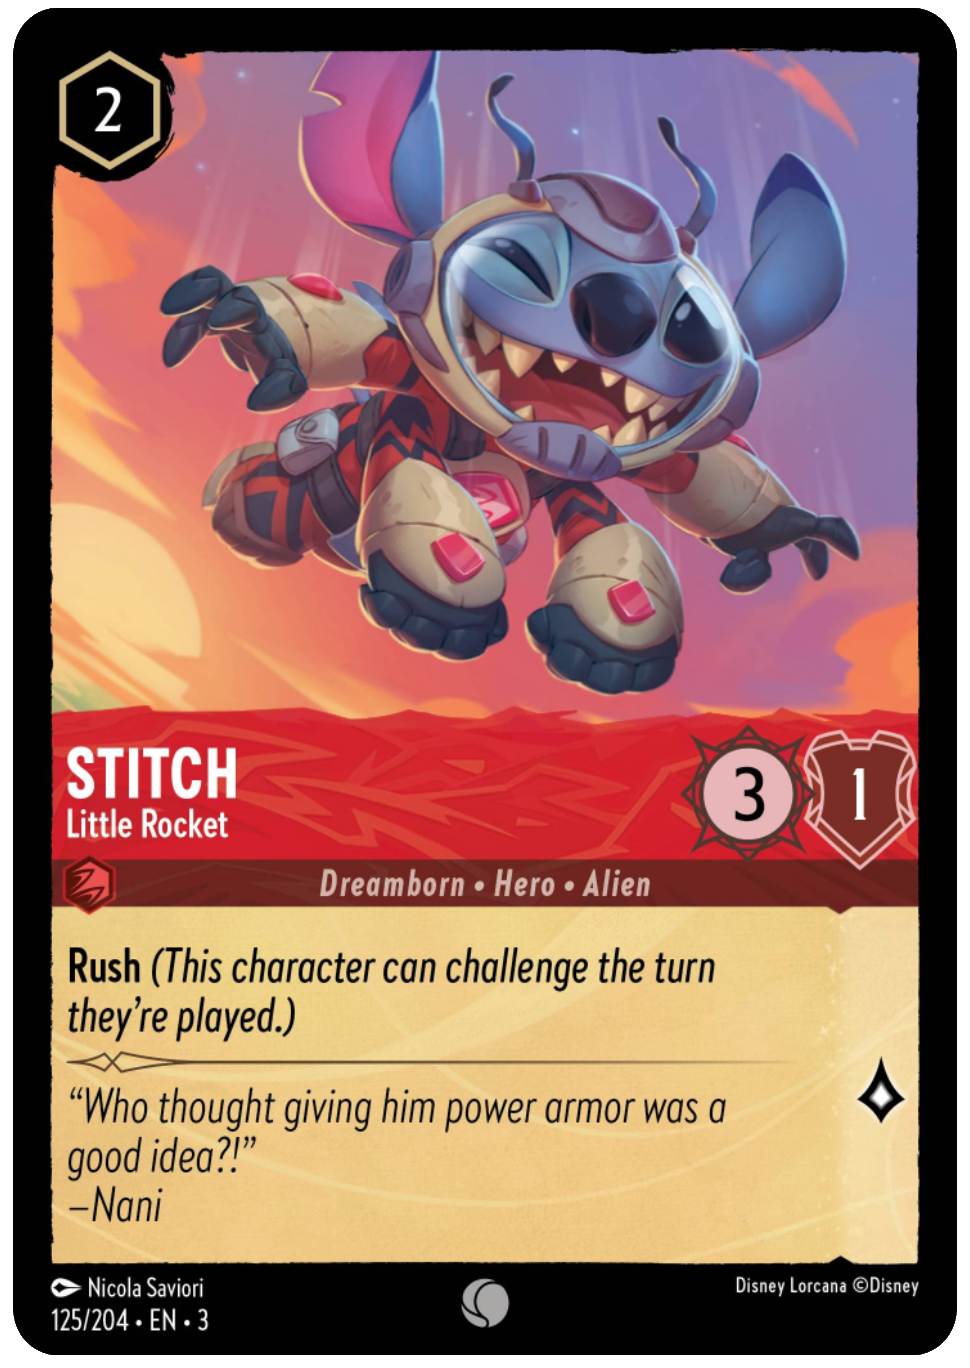 2
STITCH
Little Rocket
3
1
Dreamborn • Hero • Alien
Rush (This character can challenge the turn
they’re played.)
“Who thought giving him power armor was a
good idea?!”
–Nani
Nicola Saviori
125/204 • EN • 3
Disney Lorcana ©Disney